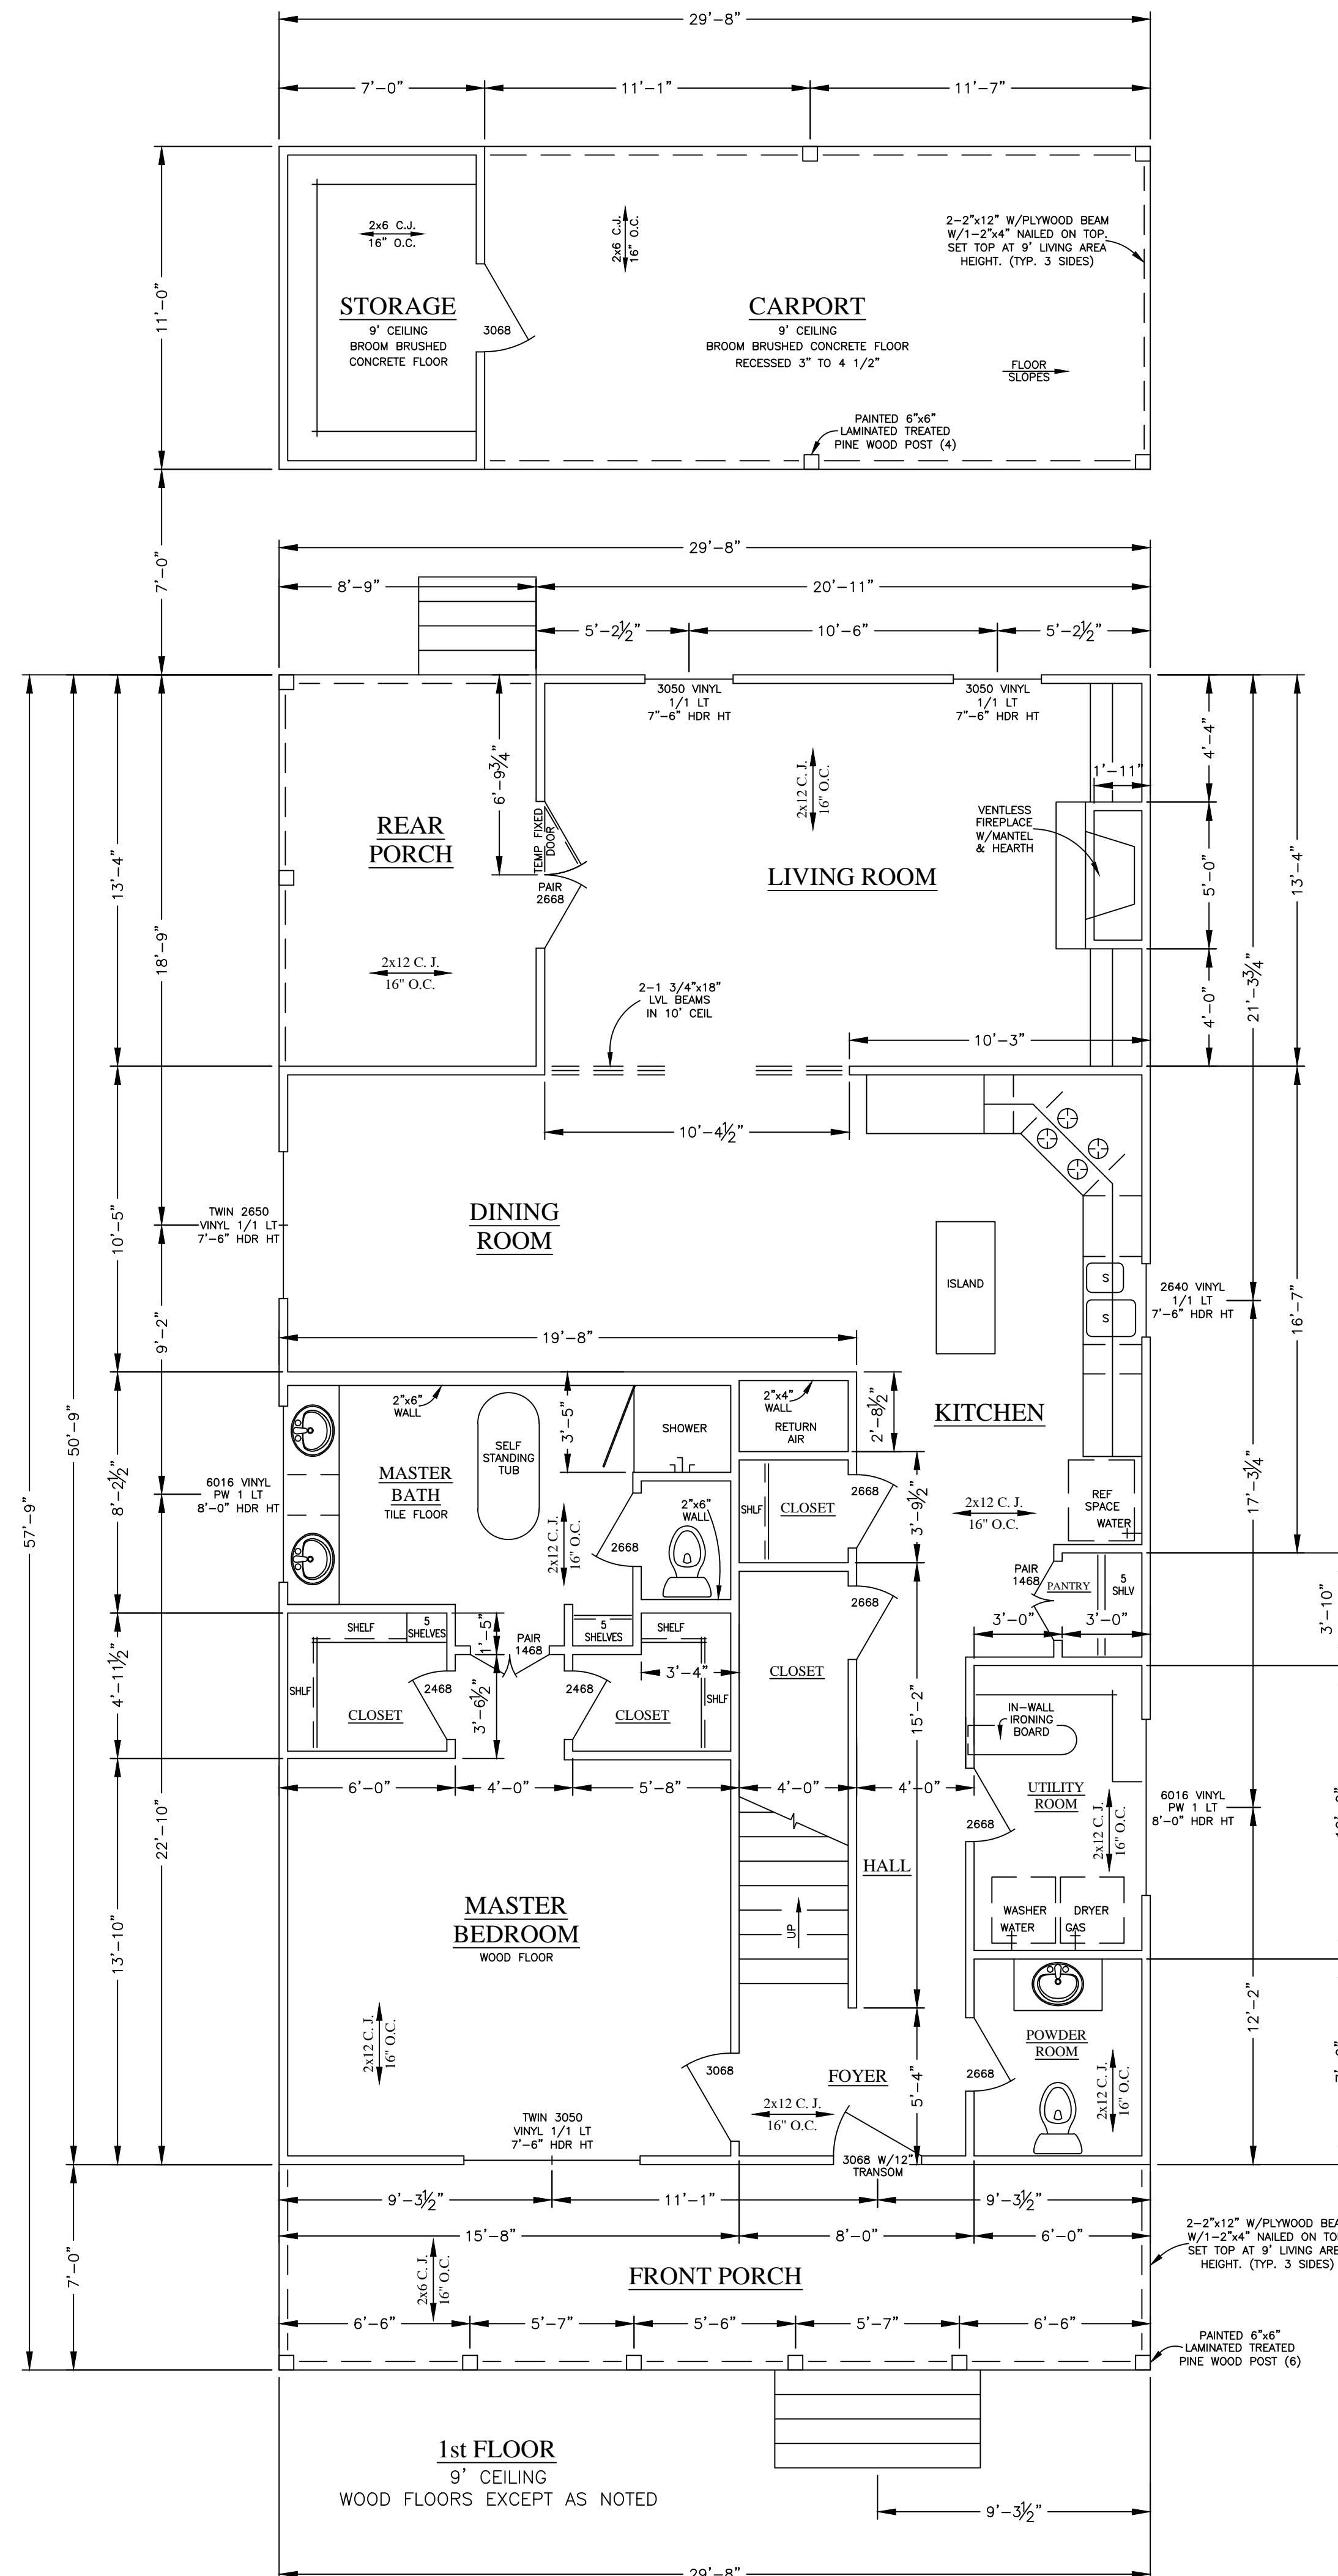 29'-8"
7'-0" 11'-1" 11'-7"
11'-0"
2x6 C.J.
16" O.C.
2x6 C.J.
16" O.C.
2-2"x12" W/PLYWOOD BEAM
W/1-2"x4" NAILED ON TOP.
SET TOP AT 9' LIVING AREA
HEIGHT. (TYP. 3 SIDES)
STORAGE
9' CEILING
BROOM BRUSHED
CONCRETE FLOOR
3068
CARPORT
9' CEILING
BROOM BRUSHED CONCRETE FLOOR
RECESSED 3" TO 4 1/2"
FLOOR
SLOPES
PAINTED 6"x6"
LAMINATED TREATED
PINE WOOD POST (4)
7'-0"
29'-8"
8'-9" 20'-11"
5'-2½" 10'-6" 5'-2½"
3050 VINYL
1/1 LT
7"-6" HDR HT
3050 VINYL
1/1 LT
7"-6" HDR HT
6'-9¾"
2x12 C. J.
16" O.C.
4'-4"
1'-11"
VENTLESS
FIREPLACE
W/MANTEL
& HEARTH
REAR
PORCH
TEMP FIXED
DOOR
PAIR
2668
LIVING ROOM
5'-0"
13'-4"
13'-4"
18'-9"
21'-3¾"
4'-0"
2x12 C. J.
16" O.C.
2-1 3/4"x18"
LVL BEAMS
IN 10' CEIL
10'-3"
10'-4½"
TWIN 2650
VINYL 1/1 LT
7'-6" HDR HT
10'-5"
DINING
ROOM
ISLAND
S
S
2640 VINYL
1/1 LT
7'-6" HDR HT
16'-7"
9'-2"
19'-8"
50'-9"
57'-9"
8'-2½"
6016 VINYL
PW 1 LT
8'-0" HDR HT
2"x6"
WALL
SELF
STANDING
TUB
3'-5"
SHOWER
2"x4"
WALL
RETURN
AIR
2'-8½"
KITCHEN
MASTER
BATH
TILE FLOOR
2x12 C. J.
16" O.C.
2668
2"x6"
WALL
SHLF
CLOSET
2668
3'-9½"
2x12 C. J.
16" O.C.
REF
SPACE
WATER
17'-3¾"
PAIR
1468
PANTRY
5
SHLV
3'-0" 3'-0"
3'-10"
2668
4'-11½"
SHELF
5
SHELVES
1'-5"
PAIR
1468
5
SHELVES
SHELF
3'-4"
SHLF
CLOSET
2468
3'-6½"
2468
CLOSET
SHLF
CLOSET
15'-2"
IN-WALL
IRONING
BOARD
6'-0" 4'-0" 5'-8" 4'-0" 4'-0"
UTILITY
ROOM
2x12 C. J.
16" O.C.
6016 VINYL
PW 1 LT
8'-0" HDR HT
2668
22'-10"
13'-10"
HALL
UP
WASHER
WATER
DRYER
GAS
MASTER
BEDROOM
WOOD FLOOR
2x12 C. J.
16" O.C.
12'-2"
POWDER
ROOM
2x12 C. J.
16" O.C.
2668
3068
FOYER
5'-4"
2x12 C. J.
16" O.C.
TWIN 3050
VINYL 1/1 LT
7'-6" HDR HT
3068 W/12"
TRANSOM
9'-3½" 11'-1" 9'-3½"
15'-8" 8'-0" 6'-0"
7'-0"
2x6 C.J.
16" O.C.
FRONT PORCH
2-2"x12" W/PLYWOOD BEA
W/1-2"x4" NAILED ON TO
SET TOP AT 9' LIVING ARE
HEIGHT. (TYP. 3 SIDES)
6'-6" 5'-7" 5'-6" 5'-7" 6'-6"
PAINTED 6"x6"
LAMINATED TREATED
PINE WOOD POST (6)
1st FLOOR
9' CEILING
WOOD FLOORS EXCEPT AS NOTED
9'-3½"
29'-8"